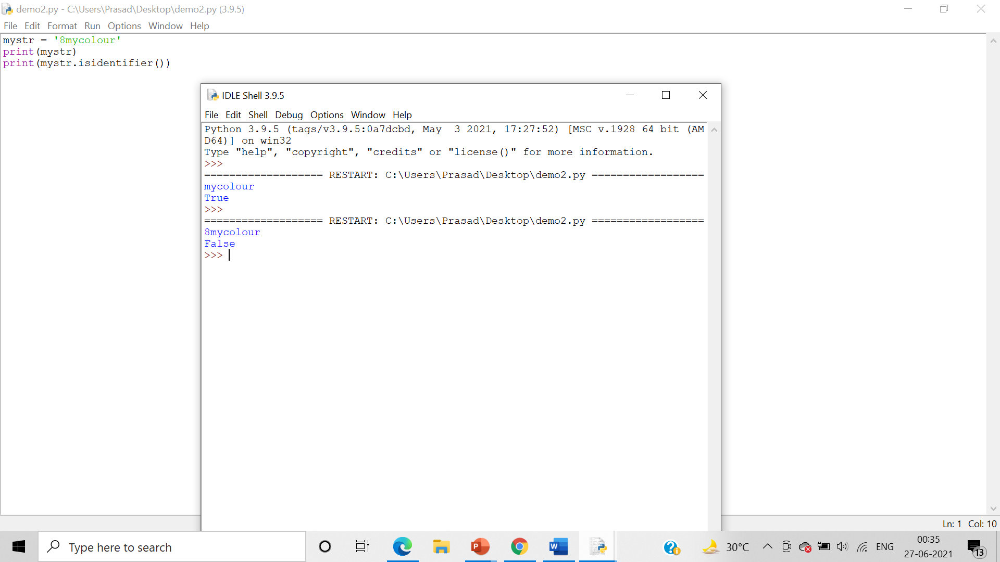 demo2.py - C:\Users\Prasad\Desktop\demo2.py (3.9.5)
File Edit Format Run Options Window Help
mystr = '8mycolour'
print(mystr)
print(mystr.isidentifier())
IDLE Shell 3.9.5
File Edit Shell Debug Options Window Help
Python 3.9.5 (tags/v3.9.5:0a7dcbd, May  3 2021, 17:27:52) [MSC v.1928 64 bit (AM
D64)] on win32
Type "help", "copyright", "credits" or "license()" for more information.
>>>
=================== RESTART: C:\Users\Prasad\Desktop\demo2.py ==================
mycolour
True
>>>
=================== RESTART: C:\Users\Prasad\Desktop\demo2.py ==================
8mycolour
False
>>>
Ln: 1 Col: 10
Type here to search
P
W
30°C
ENG
00:35
27-06-2021
13